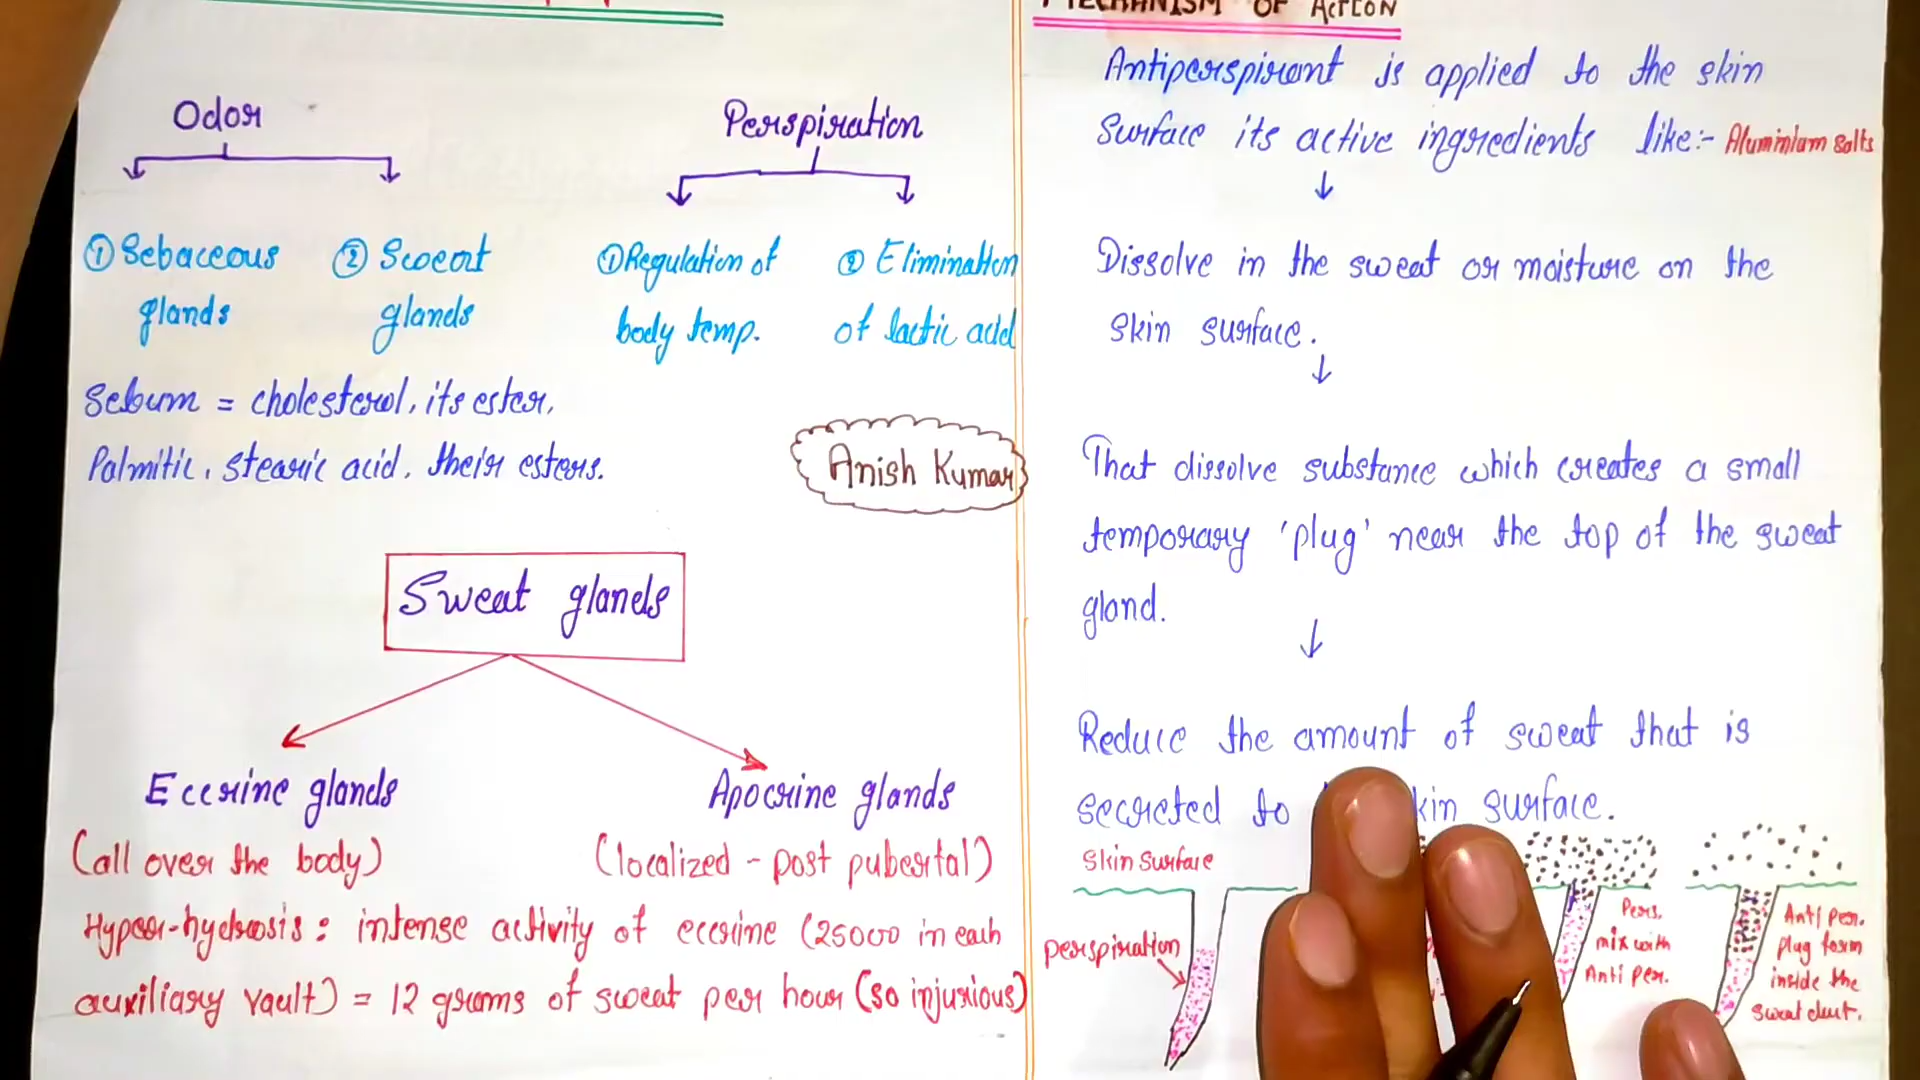 Odor
Perspiration
① Sebaceous glands
② Sweat glands
① Regulation of body temp.
② Elimination of lactic acid
Sebum = cholesterol, its ester,
Palmitic, stearic acid, their esters.
Anish Kumar
Sweat glands
Eccrine glands
(all over the body)
Apocrine glands
(localized - post pubertal)
Hyper-hydrosis: intense activity of eccrine (25000 in each
auxiliary vault) = 12 grams of sweat per hour (so injurious)
MECHANISM OF ACTION
Antiperspirant is applied to the skin
surface its active ingredients like:- Aluminium salts
↓
Dissolve in the sweat or moisture on the
skin surface.
↓
That dissolve substance which creates a small
temporary 'plug' near the top of the sweat
gland.
↓
Reduce the amount of sweat that is
secreted to skin surface.
Skin surface
perspiration
Pers.
mix with
Anti per.
Anti per.
plug form
inside the
sweat duct.